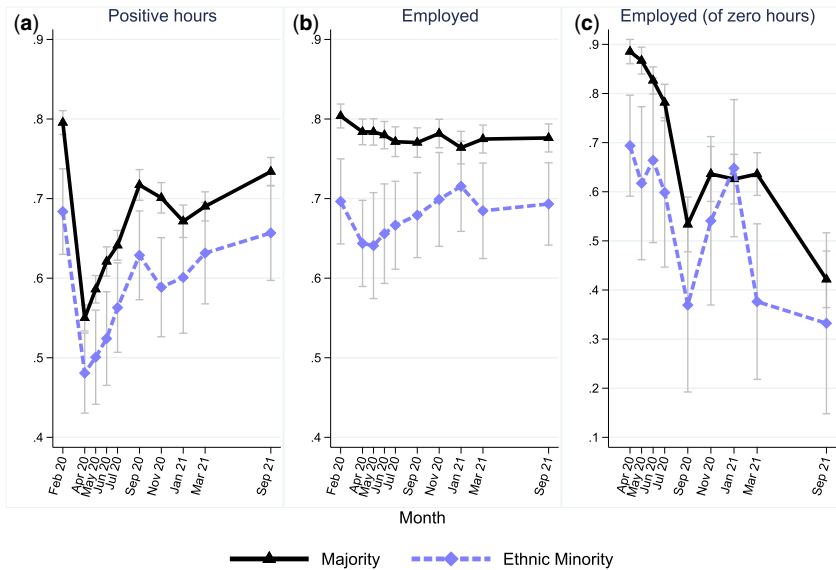 (a) Positive hours
(b) Employed
(c) Employed (of zero hours)
.9
.8
.7
.6
.5
.4
Feb 20
Apr 20
May 20
Jun 20
Jul 20
Sep 20
Nov 20
Jan 21
Mar 21
Sep 21
.9
.8
.7
.6
.5
.4
Feb 20
Apr 20
May 20
Jun 20
Jul 20
Sep 20
Nov 20
Jan 21
Mar 21
Sep 21
.9
.8
.7
.6
.5
.4
.3
.2
.1
Apr 20
May 20
Jun 20
Jul 20
Sep 20
Nov 20
Jan 21
Mar 21
Sep 21
Month
Majority
Ethnic Minority